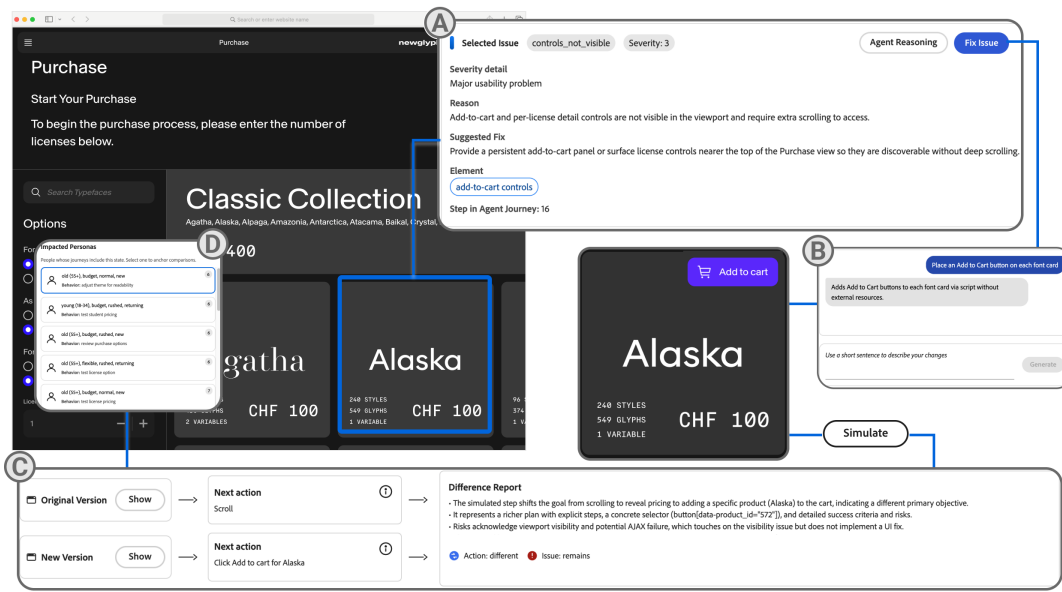 Search or enter website name
Purchase
Purchase
Start Your Purchase
To begin the purchase process, please enter the number of
licenses below.
Search Typefaces
Options
Classic Collection
Agatha, Alaska, Alpaga, Amazonia, Antarctica, Atacama, Baikal, Crystal,
400
Alaska
240 STYLES
549 GLYPHS
1 VARIABLE
CHF 100
CHF 100
2 VARIABLES
1
A
Selected Issue
controls_not_visible
Severity: 3
Agent Reasoning
Fix Issue
Severity detail
Major usability problem
Reason
Add-to-cart and per-license detail controls are not visible in the viewport and require extra scrolling to access.
Suggested Fix
Provide a persistent add-to-cart panel or surface license controls nearer the top of the Purchase view so they are discoverable without deep scrolling.
Element
add-to-cart controls
Step in Agent Journey: 16
D
Impacted Personas
People whose journeys include this state. Select one to anchor comparisons.
old (55+), budget, normal, new
Behavior: adjust theme for readability
young (18-34), budget, rushed, returning
Behavior: test student pricing
old (55+), budget, rushed, new
Behavior: review purchase options
old (55+), flexible, rushed, returning
Behavior: test license option
old (55+), budget, normal, new
Behavior: test license pricing
Add to cart
Alaska
240 STYLES
549 GLYPHS
1 VARIABLE
CHF 100
B
Place an Add to Cart button on each font card
Adds Add to Cart buttons to each font card via script without
external resources.
Use a short sentence to describe your changes
Generate
Simulate
C
Original Version
Show
Next action
Scroll
New Version
Show
Next action
Click Add to cart for Alaska
Difference Report
· The simulated step shifts the goal from scrolling to reveal pricing to adding a specific product (Alaska) to the cart, indicating a different primary objective.
· It represents a richer plan with explicit steps, a concrete selector (button[data-product_id="572"]), and detailed success criteria and risks.
· Risks acknowledge viewport visibility and potential AJAX failure, which touches on the visibility issue but does not implement a UI fix.
Action: different
Issue: remains